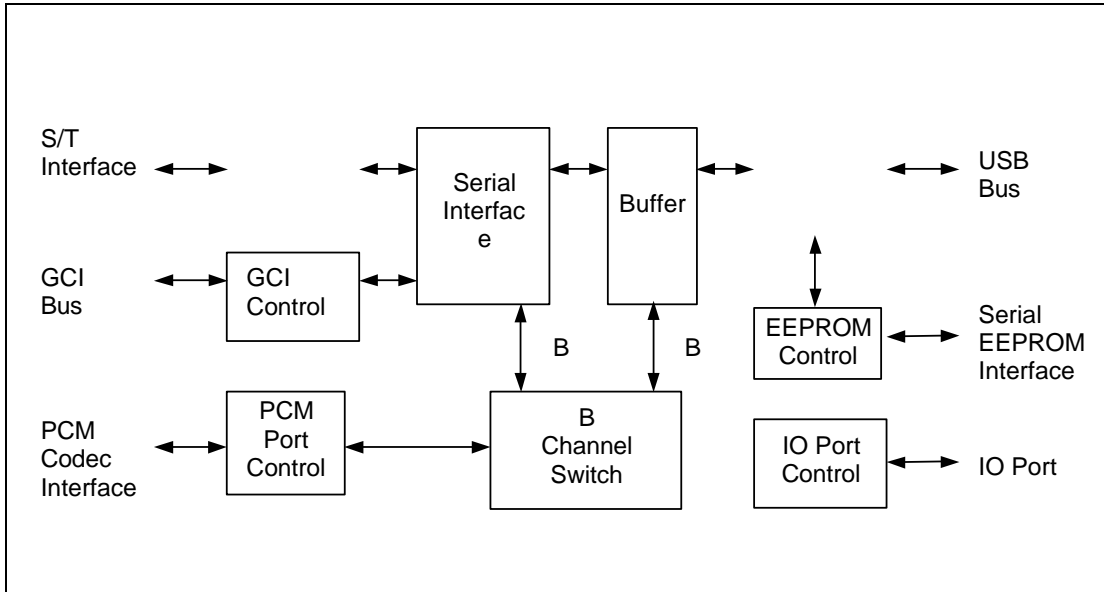 S/T
Interface
Serial
Interfac
e
Buffer
USB
Bus
GCI
Bus
GCI
Control
EEPROM
Control
Serial
EEPROM
Interface
B
B
PCM
Codec
Interface
PCM
Port
Control
B
Channel
Switch
IO Port
Control
IO Port